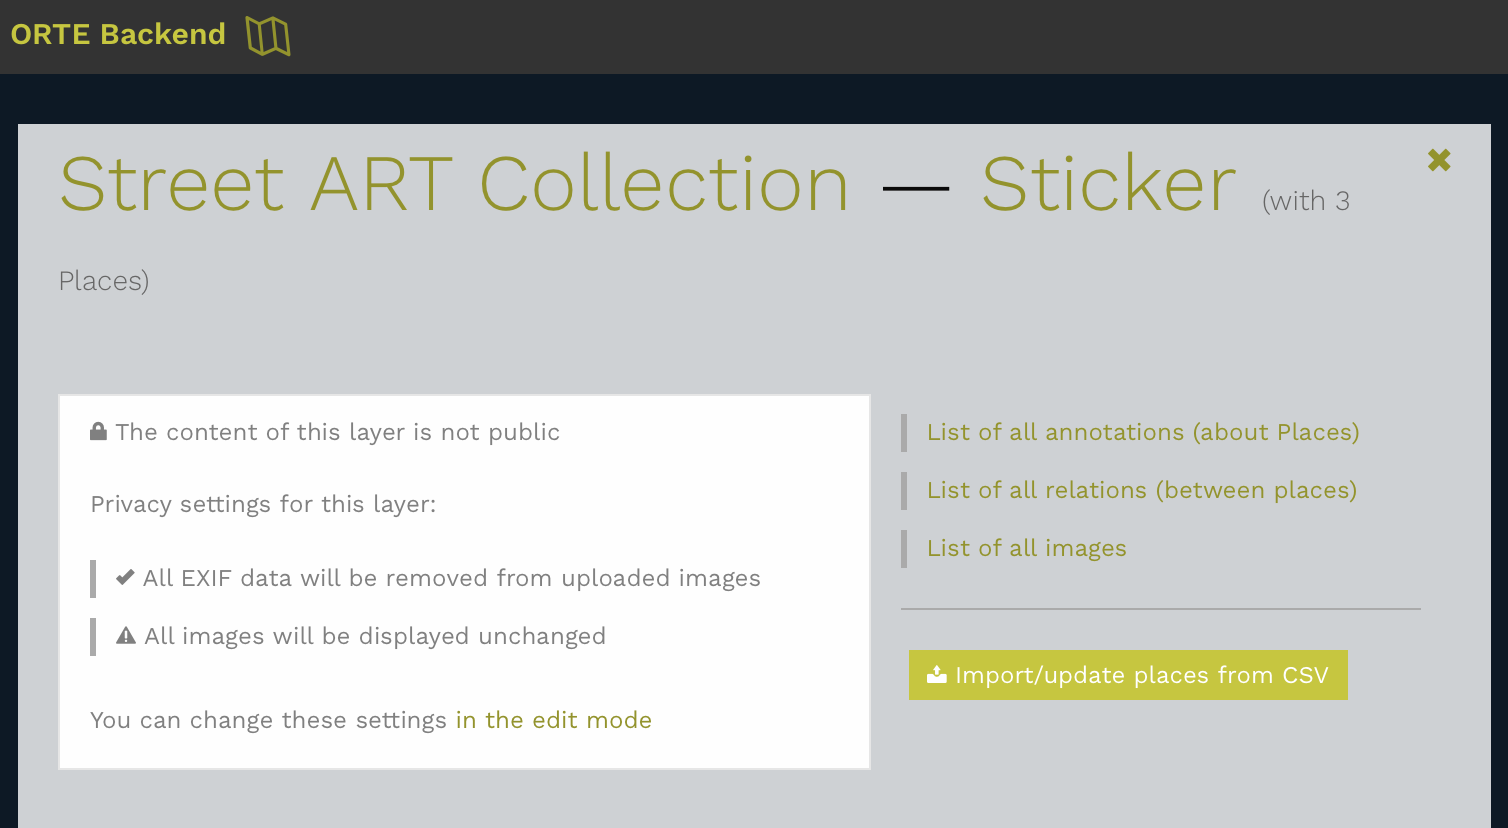 ORTE Backend
Street ART Collection — Sticker (with 3
Places)
The content of this layer is not public
Privacy settings for this layer:
All EXIF data will be removed from uploaded images
All images will be displayed unchanged
You can change these settings in the edit mode
List of all annotations (about Places)
List of all relations (between places)
List of all images
Import/update places from CSV